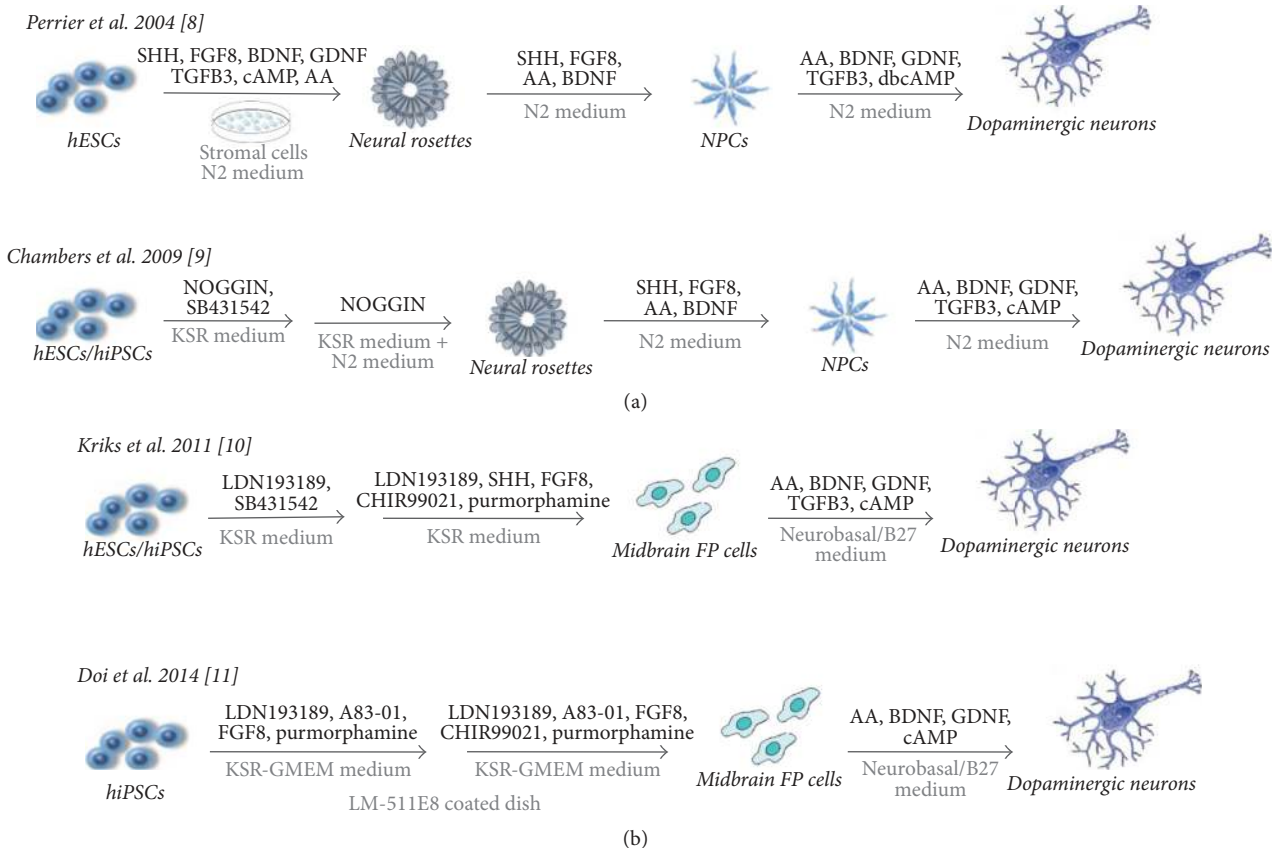 Perrier et al. 2004 [8]
SHH, FGF8, BDNF, GDNF
TGFB3, cAMP, AA
Stromal cells
N2 medium
hESCs
Neural rosettes
SHH, FGF8,
AA, BDNF
N2 medium
NPCs
AA, BDNF, GDNF,
TGFB3, dbcAMP
N2 medium
Dopaminergic neurons
Chambers et al. 2009 [9]
hESCs/hiPSCs
NOGGIN,
SB431542
KSR medium
NOGGIN
KSR medium +
N2 medium
Neural rosettes
SHH, FGF8,
AA, BDNF
N2 medium
NPCs
AA, BDNF, GDNF,
TGFB3, cAMP
N2 medium
Dopaminergic neurons
(a)
Kriks et al. 2011 [10]
hESCs/hiPSCs
LDN193189,
SB431542
KSR medium
LDN193189, SHH, FGF8,
CHIR99021, purmorphamine
KSR medium
Midbrain FP cells
AA, BDNF, GDNF,
TGFB3, cAMP
Neurobasal/B27
medium
Dopaminergic neurons
Doi et al. 2014 [11]
hiPSCs
LDN193189, A83-01,
FGF8, purmorphamine
KSR-GMEM medium
LDN193189, A83-01, FGF8,
CHIR99021, purmorphamine
KSR-GMEM medium
LM-511E8 coated dish
Midbrain FP cells
AA, BDNF, GDNF,
cAMP
Neurobasal/B27
medium
Dopaminergic neurons
(b)